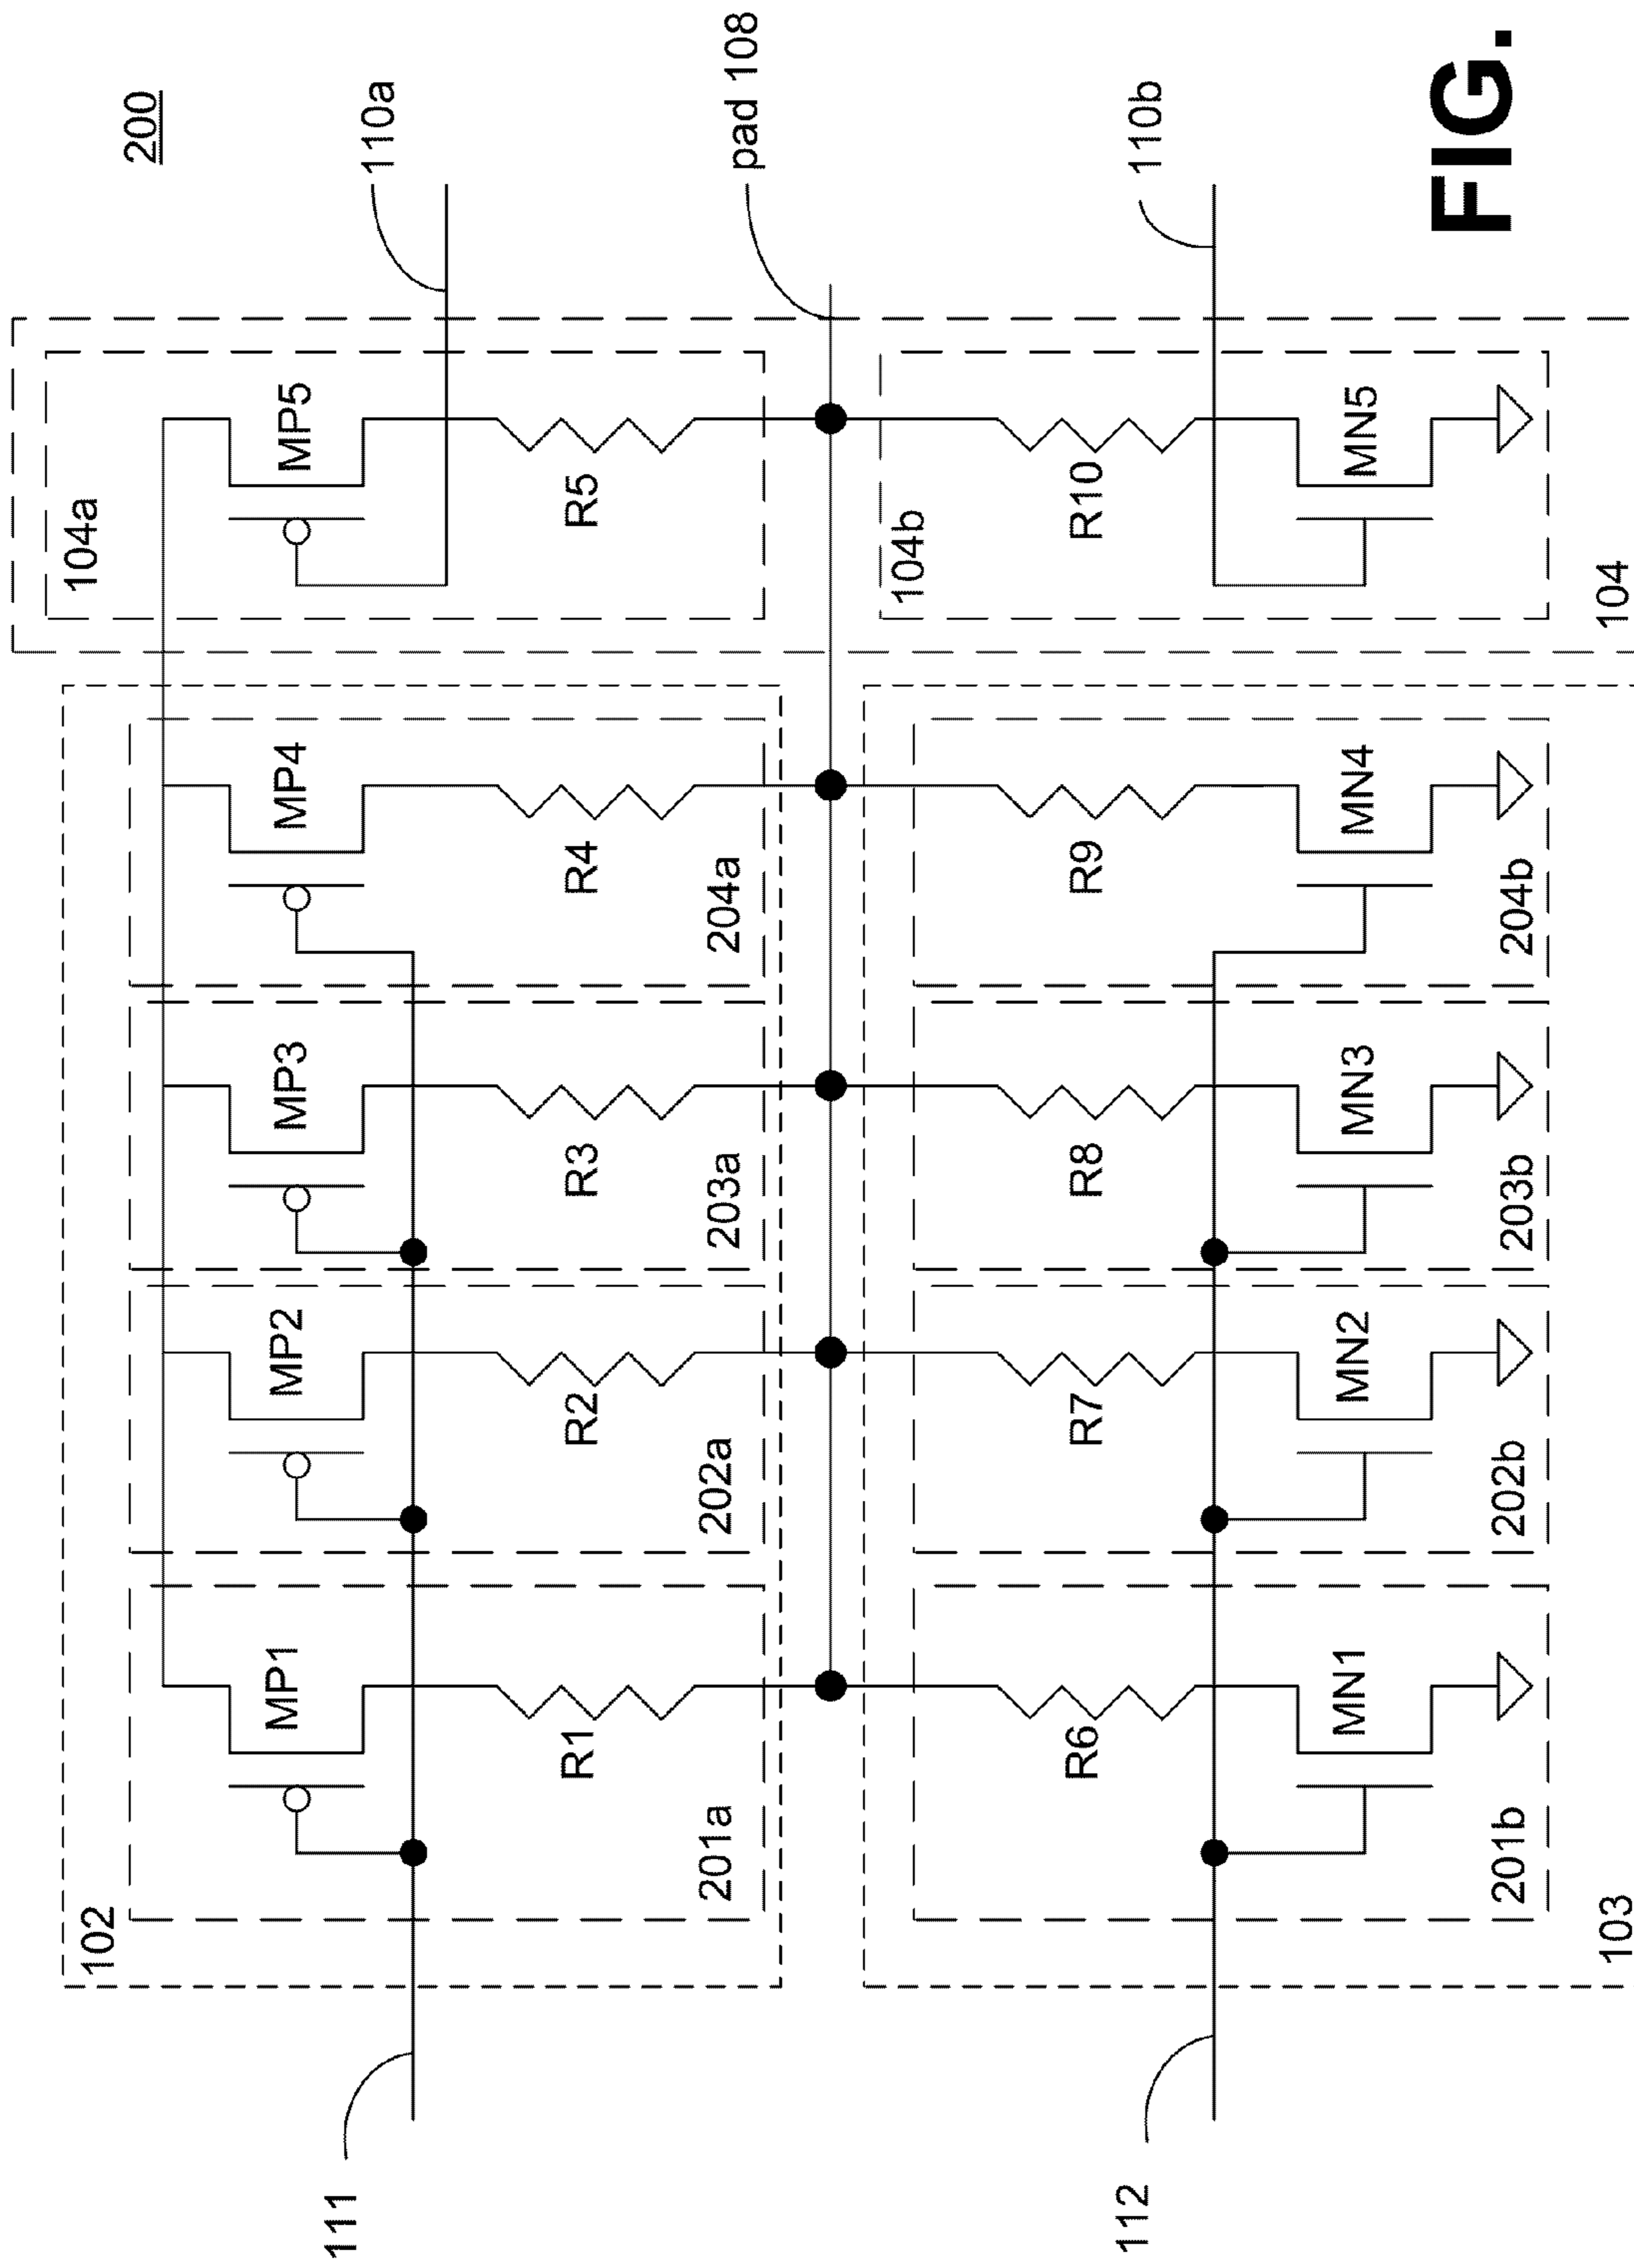 200
102
104a
MP1
MP2
MP3
MP4
MP5
110a
111
R1
R2
R3
R4
R5
201a
202a
203a
204a
pad 108
104b
R6
R7
R8
R9
R10
110b
112
MN1
MN2
MN3
MN4
MN5
201b
202b
203b
204b
103
104
FIG.